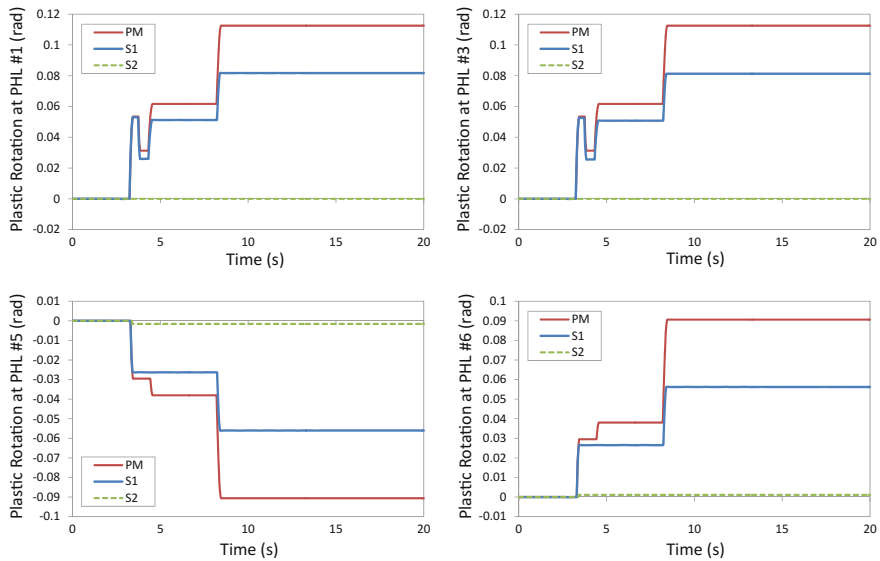 Plastic Rotation at PHL #1 (rad)
0.12
0.1
0.08
0.06
0.04
0.02
0
-0.02
PM
S1
S2
0 5 10 15 20
Time (s)
Plastic Rotation at PHL #3 (rad)
0.12
0.1
0.08
0.06
0.04
0.02
0
-0.02
PM
S1
S2
0 5 10 15 20
Time (s)
Plastic Rotation at PHL #5 (rad)
0.01
0
-0.01
-0.02
-0.03
-0.04
-0.05
-0.06
-0.07
-0.08
-0.09
-0.1
PM
S1
S2
0 5 10 15 20
Time (s)
Plastic Rotation at PHL #6 (rad)
0.1
0.09
0.08
0.07
0.06
0.05
0.04
0.03
0.02
0.01
0
-0.01
PM
S1
S2
0 5 10 15 20
Time (s)